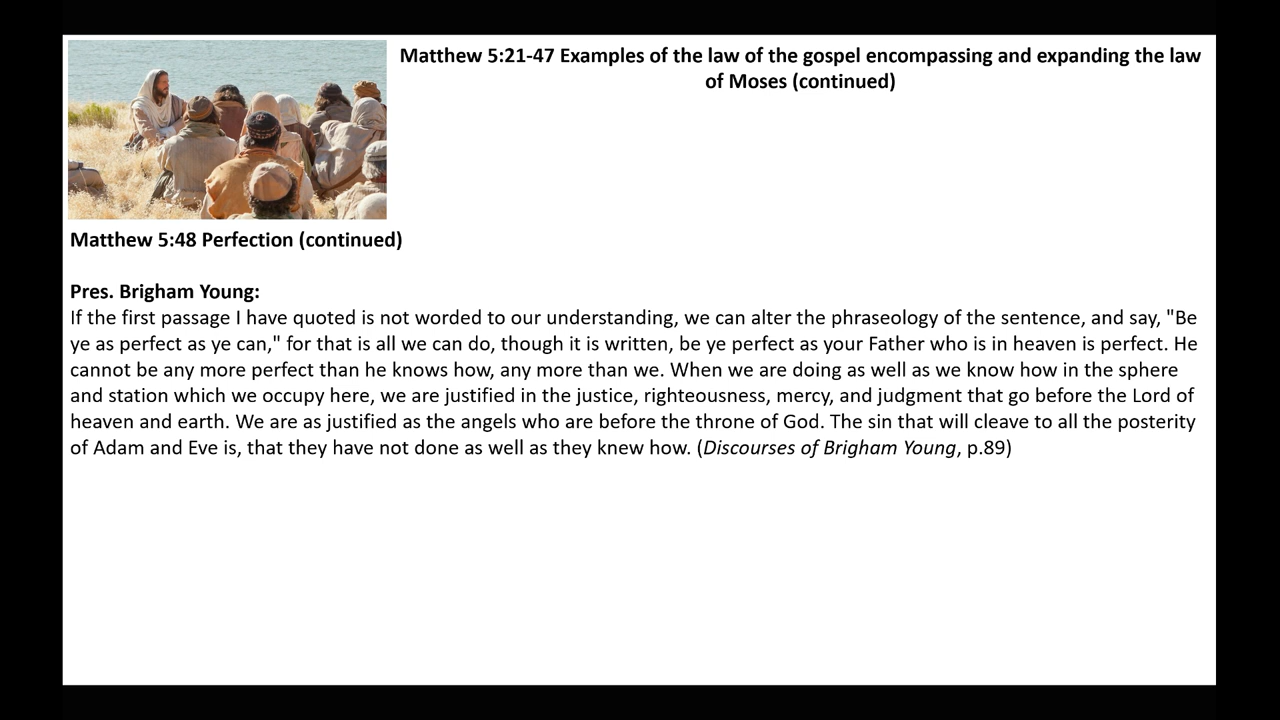 Matthew 5:21-47 Examples of the law of the gospel encompassing and expanding the law
of Moses (continued)
Matthew 5:48 Perfection (continued)
Pres. Brigham Young:
If the first passage I have quoted is not worded to our understanding, we can alter the phraseology of the sentence, and say, "Be
ye as perfect as ye can," for that is all we can do, though it is written, be ye perfect as your Father who is in heaven is perfect. He
cannot be any more perfect than he knows how, any more than we. When we are doing as well as we know how in the sphere
and station which we occupy here, we are justified in the justice, righteousness, mercy, and judgment that go before the Lord of
heaven and earth. We are as justified as the angels who are before the throne of God. The sin that will cleave to all the posterity
of Adam and Eve is, that they have not done as well as they knew how. (Discourses of Brigham Young, p.89)